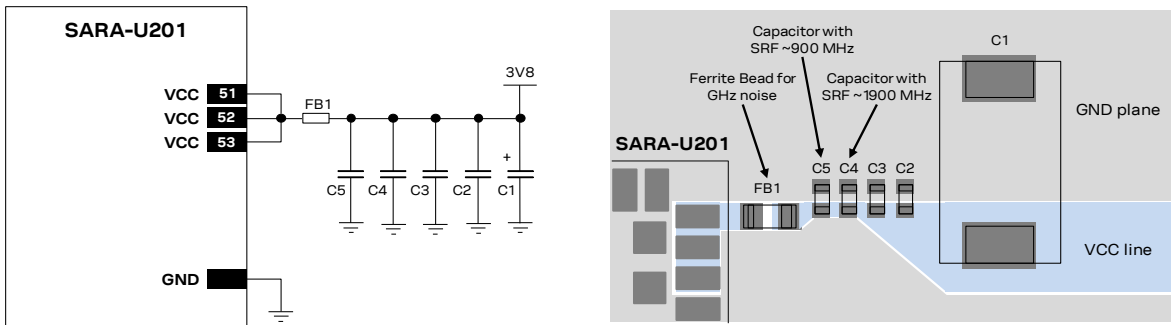 SARA-U201
VCC 51
VCC 52
VCC 53
FB1
3V8
+
C5 C4 C3 C2 C1
GND
Capacitor with
SRF ~900 MHz
Ferrite Bead for
GHz noise
Capacitor with
SRF ~1900 MHz
C1
GND plane
SARA-U201
FB1
C5 C4 C3 C2
VCC line